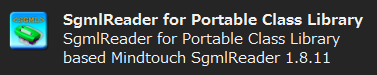 SgmlReader for Portable Class Library
SgmlReader for Portable Class Library
based Mindtouch SgmlReader 1.8.11